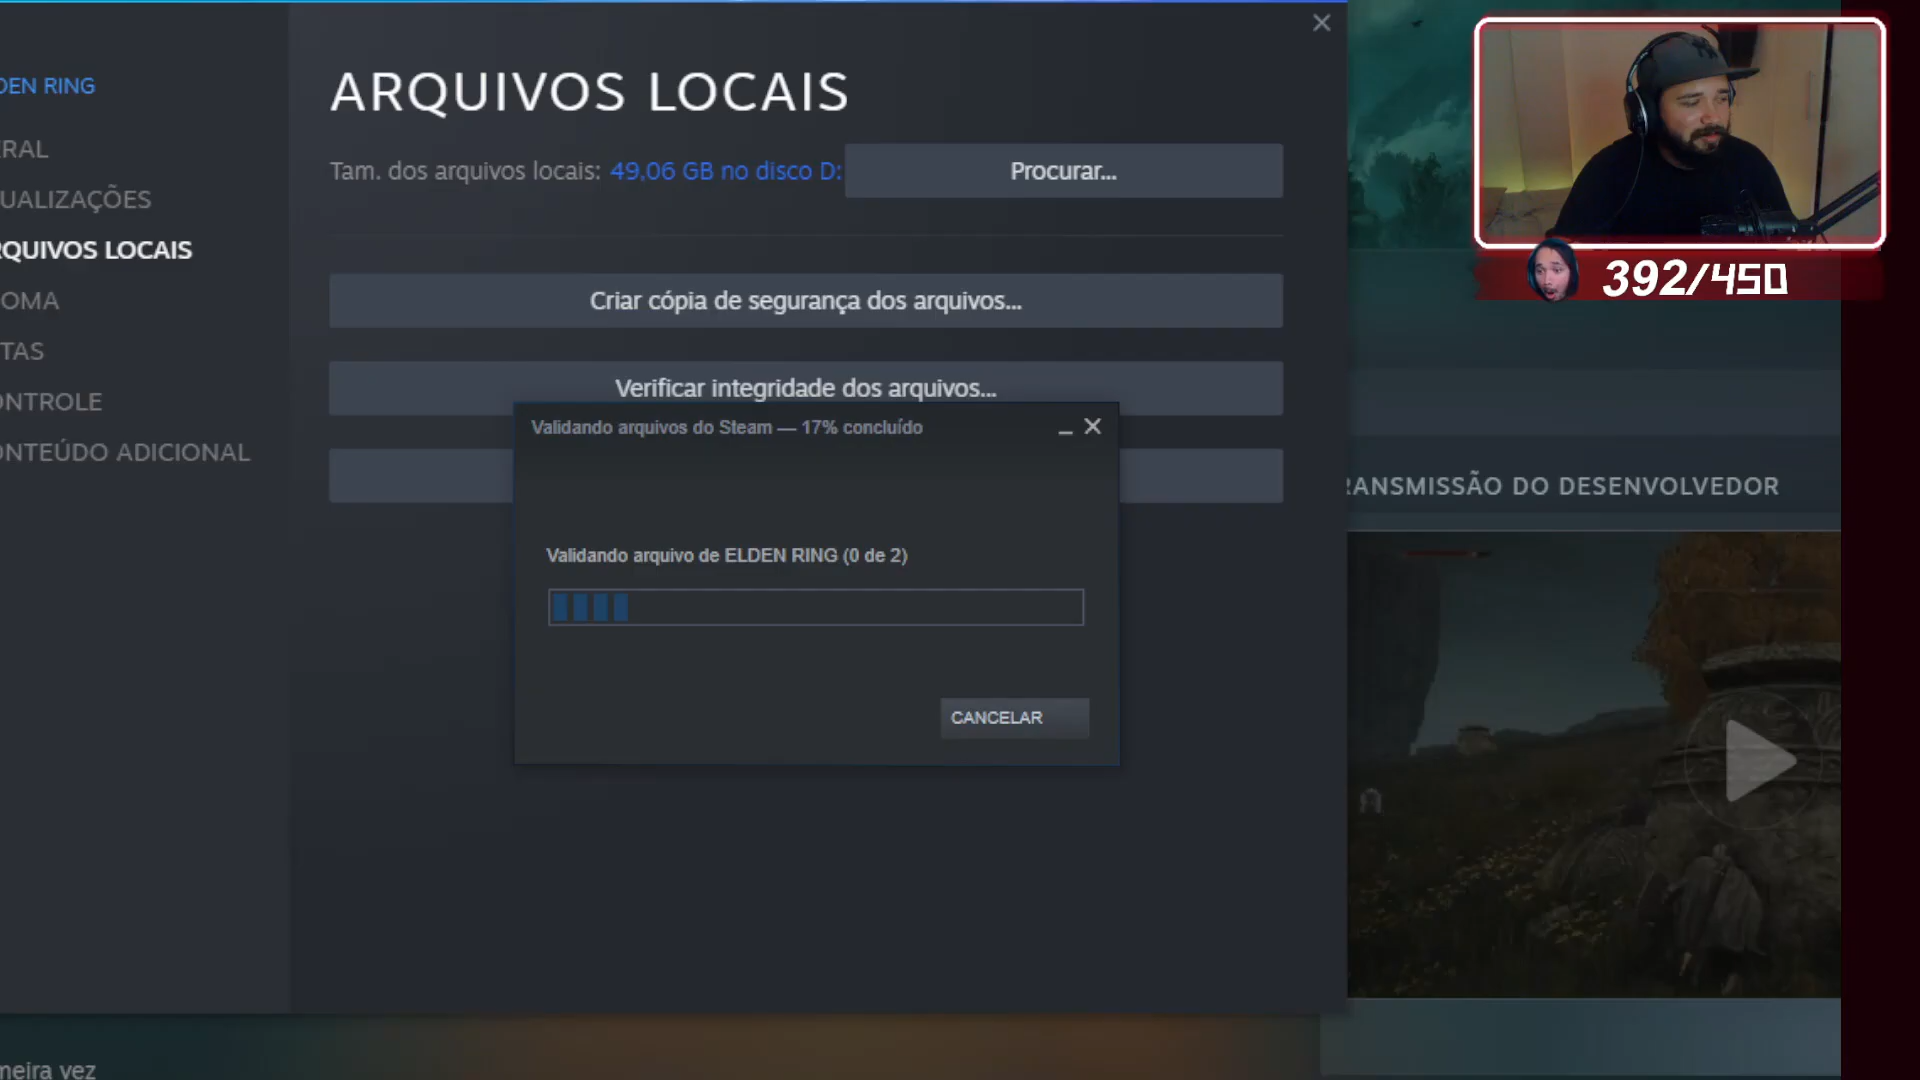 DEN RING
RAL
UALIZAÇÕES
RQUIVOS LOCAIS
OMA
TAS
ONTROLE
ONTEÚDO ADICIONAL
ARQUIVOS LOCAIS
Tam. dos arquivos locais: 49,06 GB no disco D:
Procurar...
Criar cópia de segurança dos arquivos...
Verificar integridade dos arquivos...
Validando arquivos do Steam — 17% concluído
Validando arquivo de ELDEN RING (0 de 2)
CANCELAR
392/450
RANSMISSÃO DO DESENVOLVEDOR
meira vez